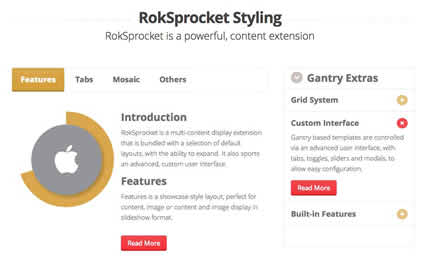 RokSprocket Styling
RokSprocket is a powerful, content extension
Features
Tabs
Mosaic
Others
Introduction
RokSprocket is a multi-content display extension
that is bundled with a selection of default
layouts, with the ability to expand. It also sports
an advanced, custom user interface.
Features
Features is a showcase style layout, perfect for
content, image or content and image display in
slideshow format.
Read More
Gantry Extras
Grid System
Custom Interface
Gantry based templates are controlled
via an advanced user interface, with
tabs, toggles, sliders and modals, to
allow easy configuration.
Read More
Built-in Features